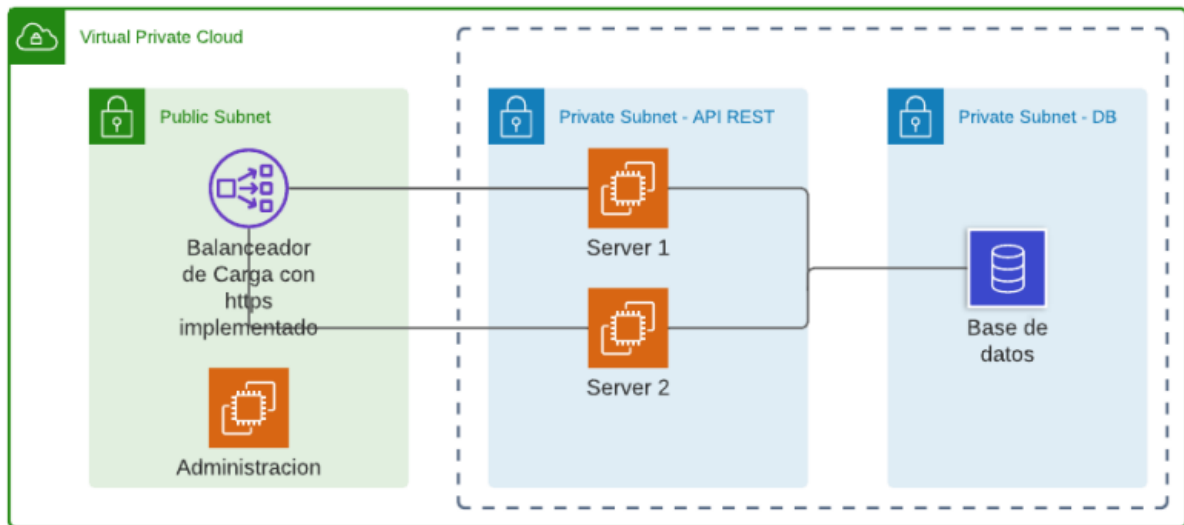 Virtual Private Cloud
Public Subnet
Balanceador
de Carga con
https
implementado
Administracion
Private Subnet - API REST
Server 1
Server 2
Private Subnet - DB
Base de
datos